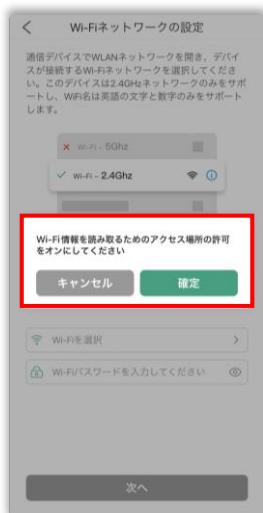 Wi-Fiネットワークの設定
通信デバイスでWLANネットワークを開き、デバイ
スが接続するWi-Fiネットワークを選択してくださ
い。このデバイスは2.4GHzネットワークのみをサポ
ートし、WiFi名は英語の文字と数字のみをサポート
します。
Wi-Fi - 5Ghz
Wi-Fi - 2.4Ghz
Wi-Fi情報を読み取るためのアクセス場所の許可
をオンにしてください
キャンセル
確定
Wi-Fiを選択
Wi-Fiパスワードを入力してください
次へ